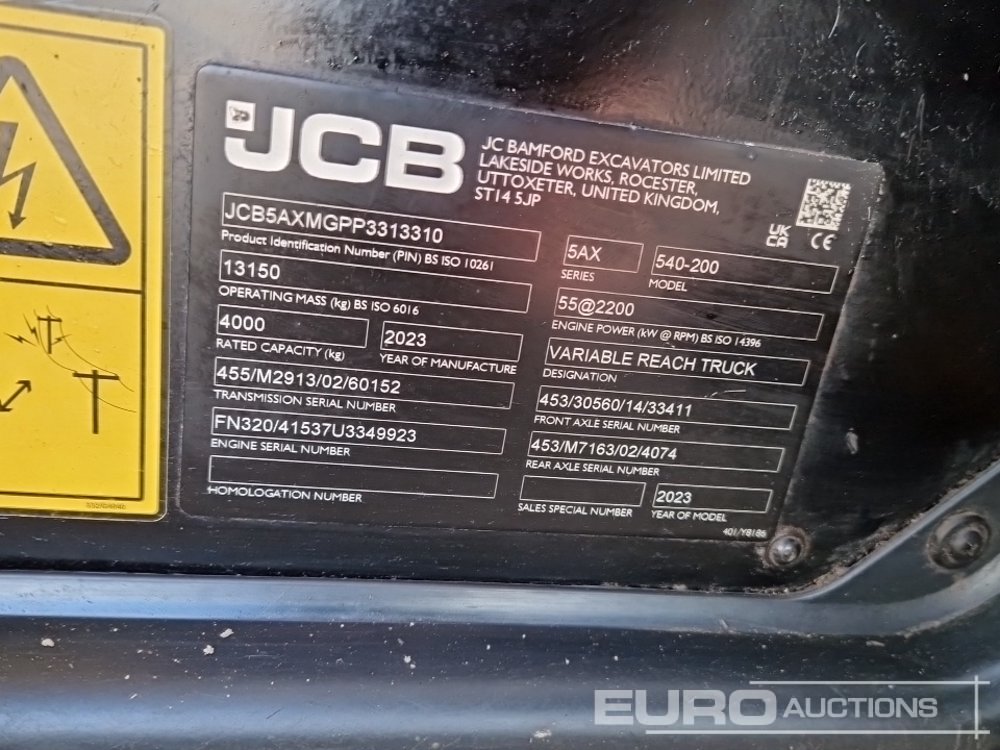 JCB
JC BAMFORD EXCAVATORS LIMITED
LAKESIDE WORKS, ROCESTER,
UTTOXETER, UNITED KINGDOM,
ST14 5JP
UK
CA CE
JCB5AXMGPP3313310
Product Identification Number (PIN) BS ISO 10261
5AX
SERIES
540-200
MODEL
13150
OPERATING MASS (kg) BS ISO 6016
55@2200
ENGINE POWER (kW @ RPM) BS ISO 14396
4000
RATED CAPACITY (kg)
2023
YEAR OF MANUFACTURE
VARIABLE REACH TRUCK
DESIGNATION
455/M2913/02/60152
TRANSMISSION SERIAL NUMBER
453/30560/14/33411
FRONT AXLE SERIAL NUMBER
FN320/41537U3349923
ENGINE SERIAL NUMBER
453/M7163/02/4074
REAR AXLE SERIAL NUMBER
HOMOLOGATION NUMBER
SALES SPECIAL NUMBER
2023
YEAR OF MODEL
401/Y8186
EURO AUCTIONS